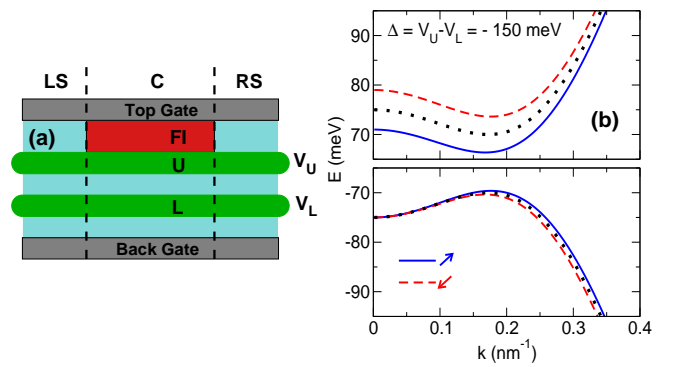 LS C RS
Top Gate
(a) FI
U V_U
L V_L
Back Gate
Δ = V_U-V_L = - 150 meV
(b)
90
80
70
E (meV)
-70
-80
-90
0 0.1 0.2 0.3 0.4
k (nm⁻¹)